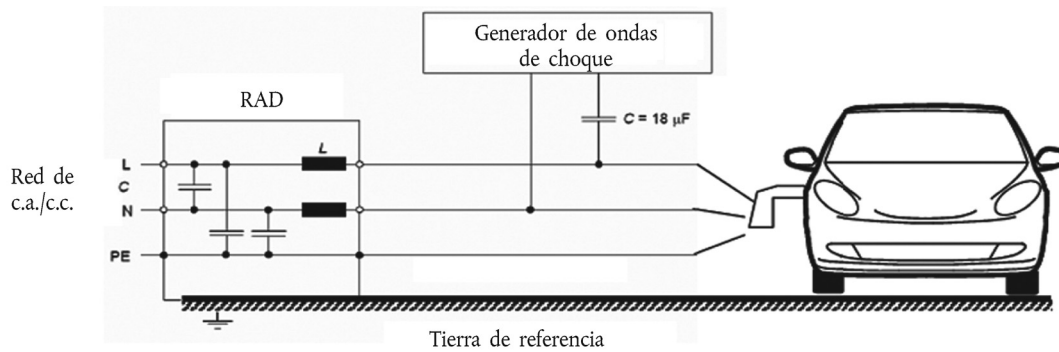 Generador de ondas
de choque
RAD
C = 18 μF
L
L
C
N
PE
Red de
c.a./c.c.
Tierra de referencia